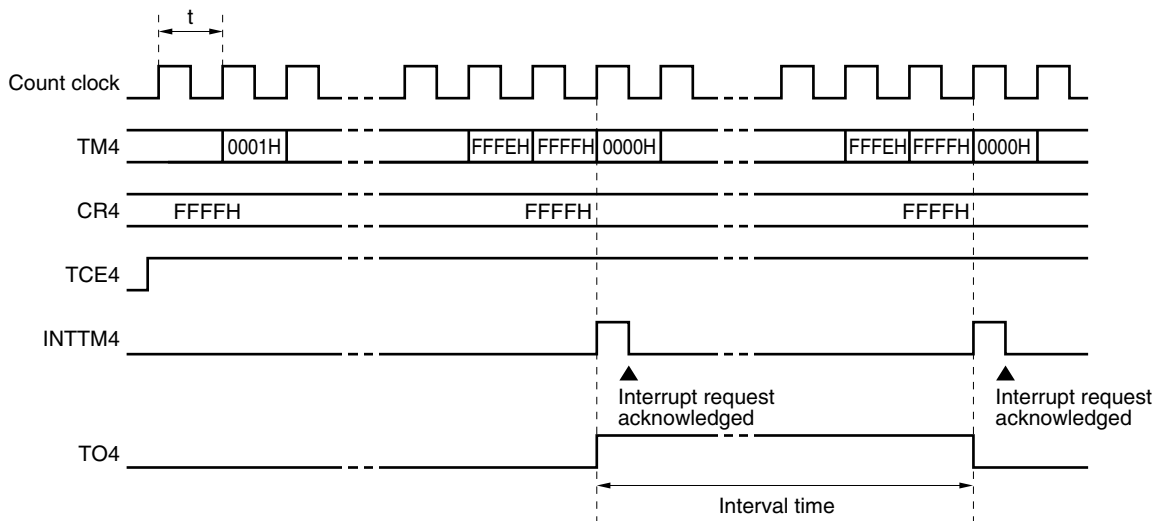 t
Count clock
TM4
0001H
FFFEH
FFFFH
0000H
FFFEH
FFFFH
0000H
CR4
FFFFH
FFFFH
FFFFH
TCE4
INTTM4
Interrupt request
acknowledged
Interrupt request
acknowledged
TO4
Interval time